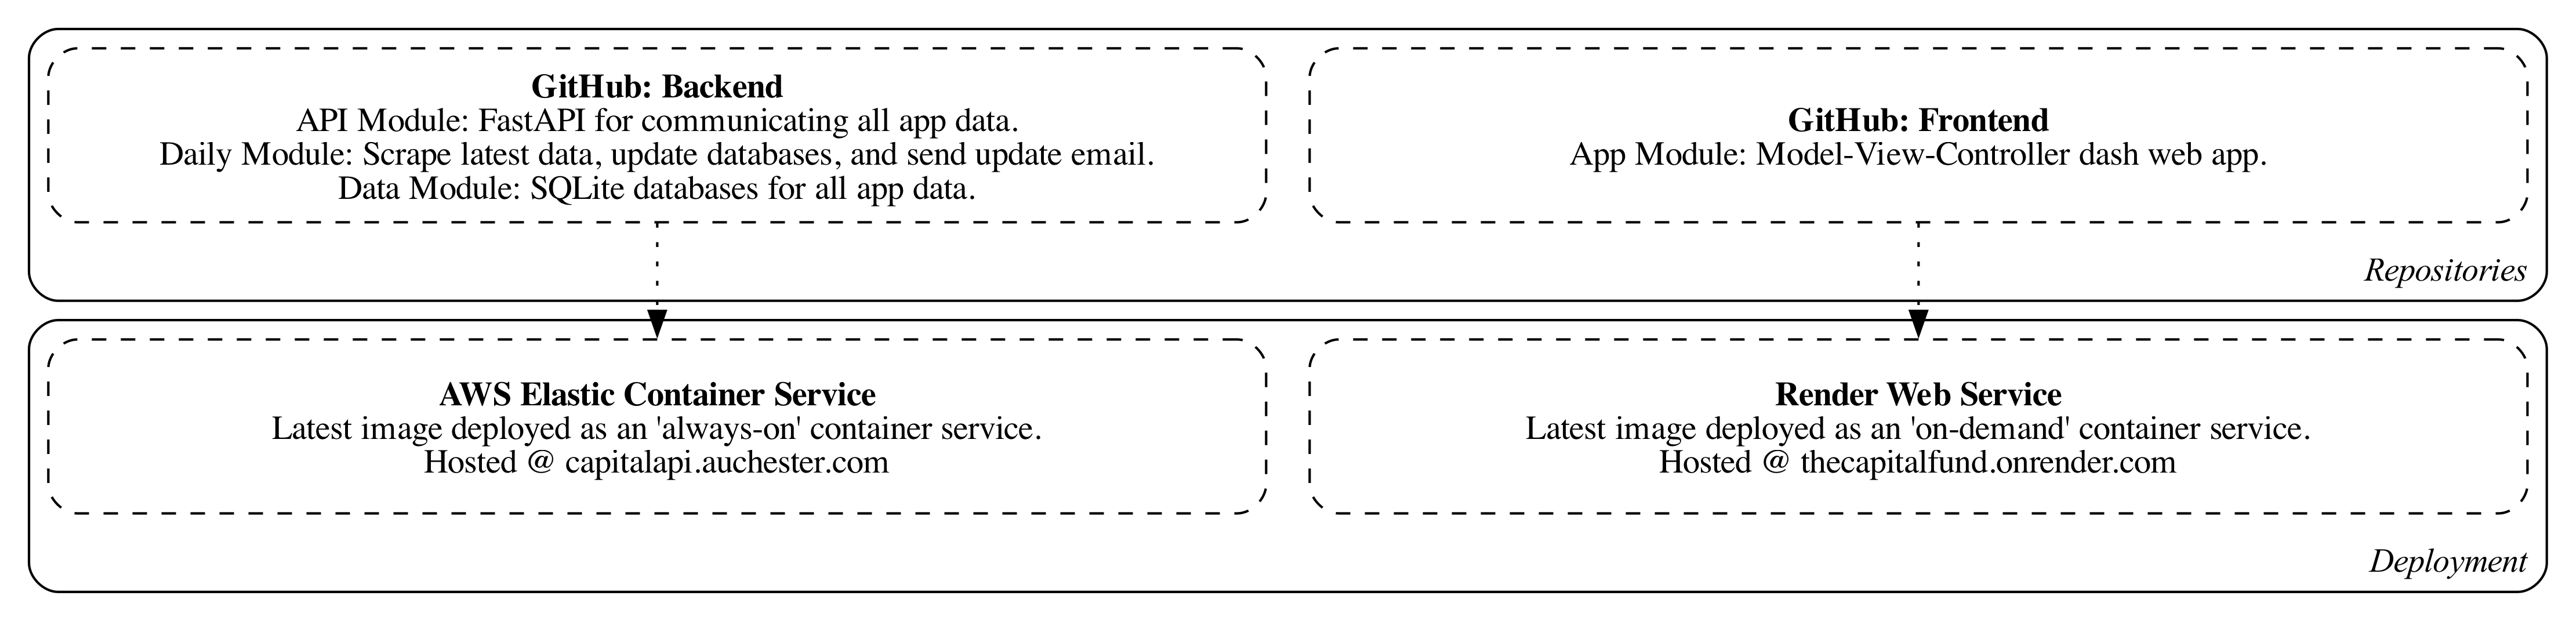 GitHub: Backend
API Module: FastAPI for communicating all app data.
Daily Module: Scrape latest data, update databases, and send update email.
Data Module: SQLite databases for all app data.
GitHub: Frontend
App Module: Model-View-Controller dash web app.
Repositories
AWS Elastic Container Service
Latest image deployed as an 'always-on' container service.
Hosted @ capitalapi.auchester.com
Render Web Service
Latest image deployed as an 'on-demand' container service.
Hosted @ thecapitalfund.onrender.com
Deployment